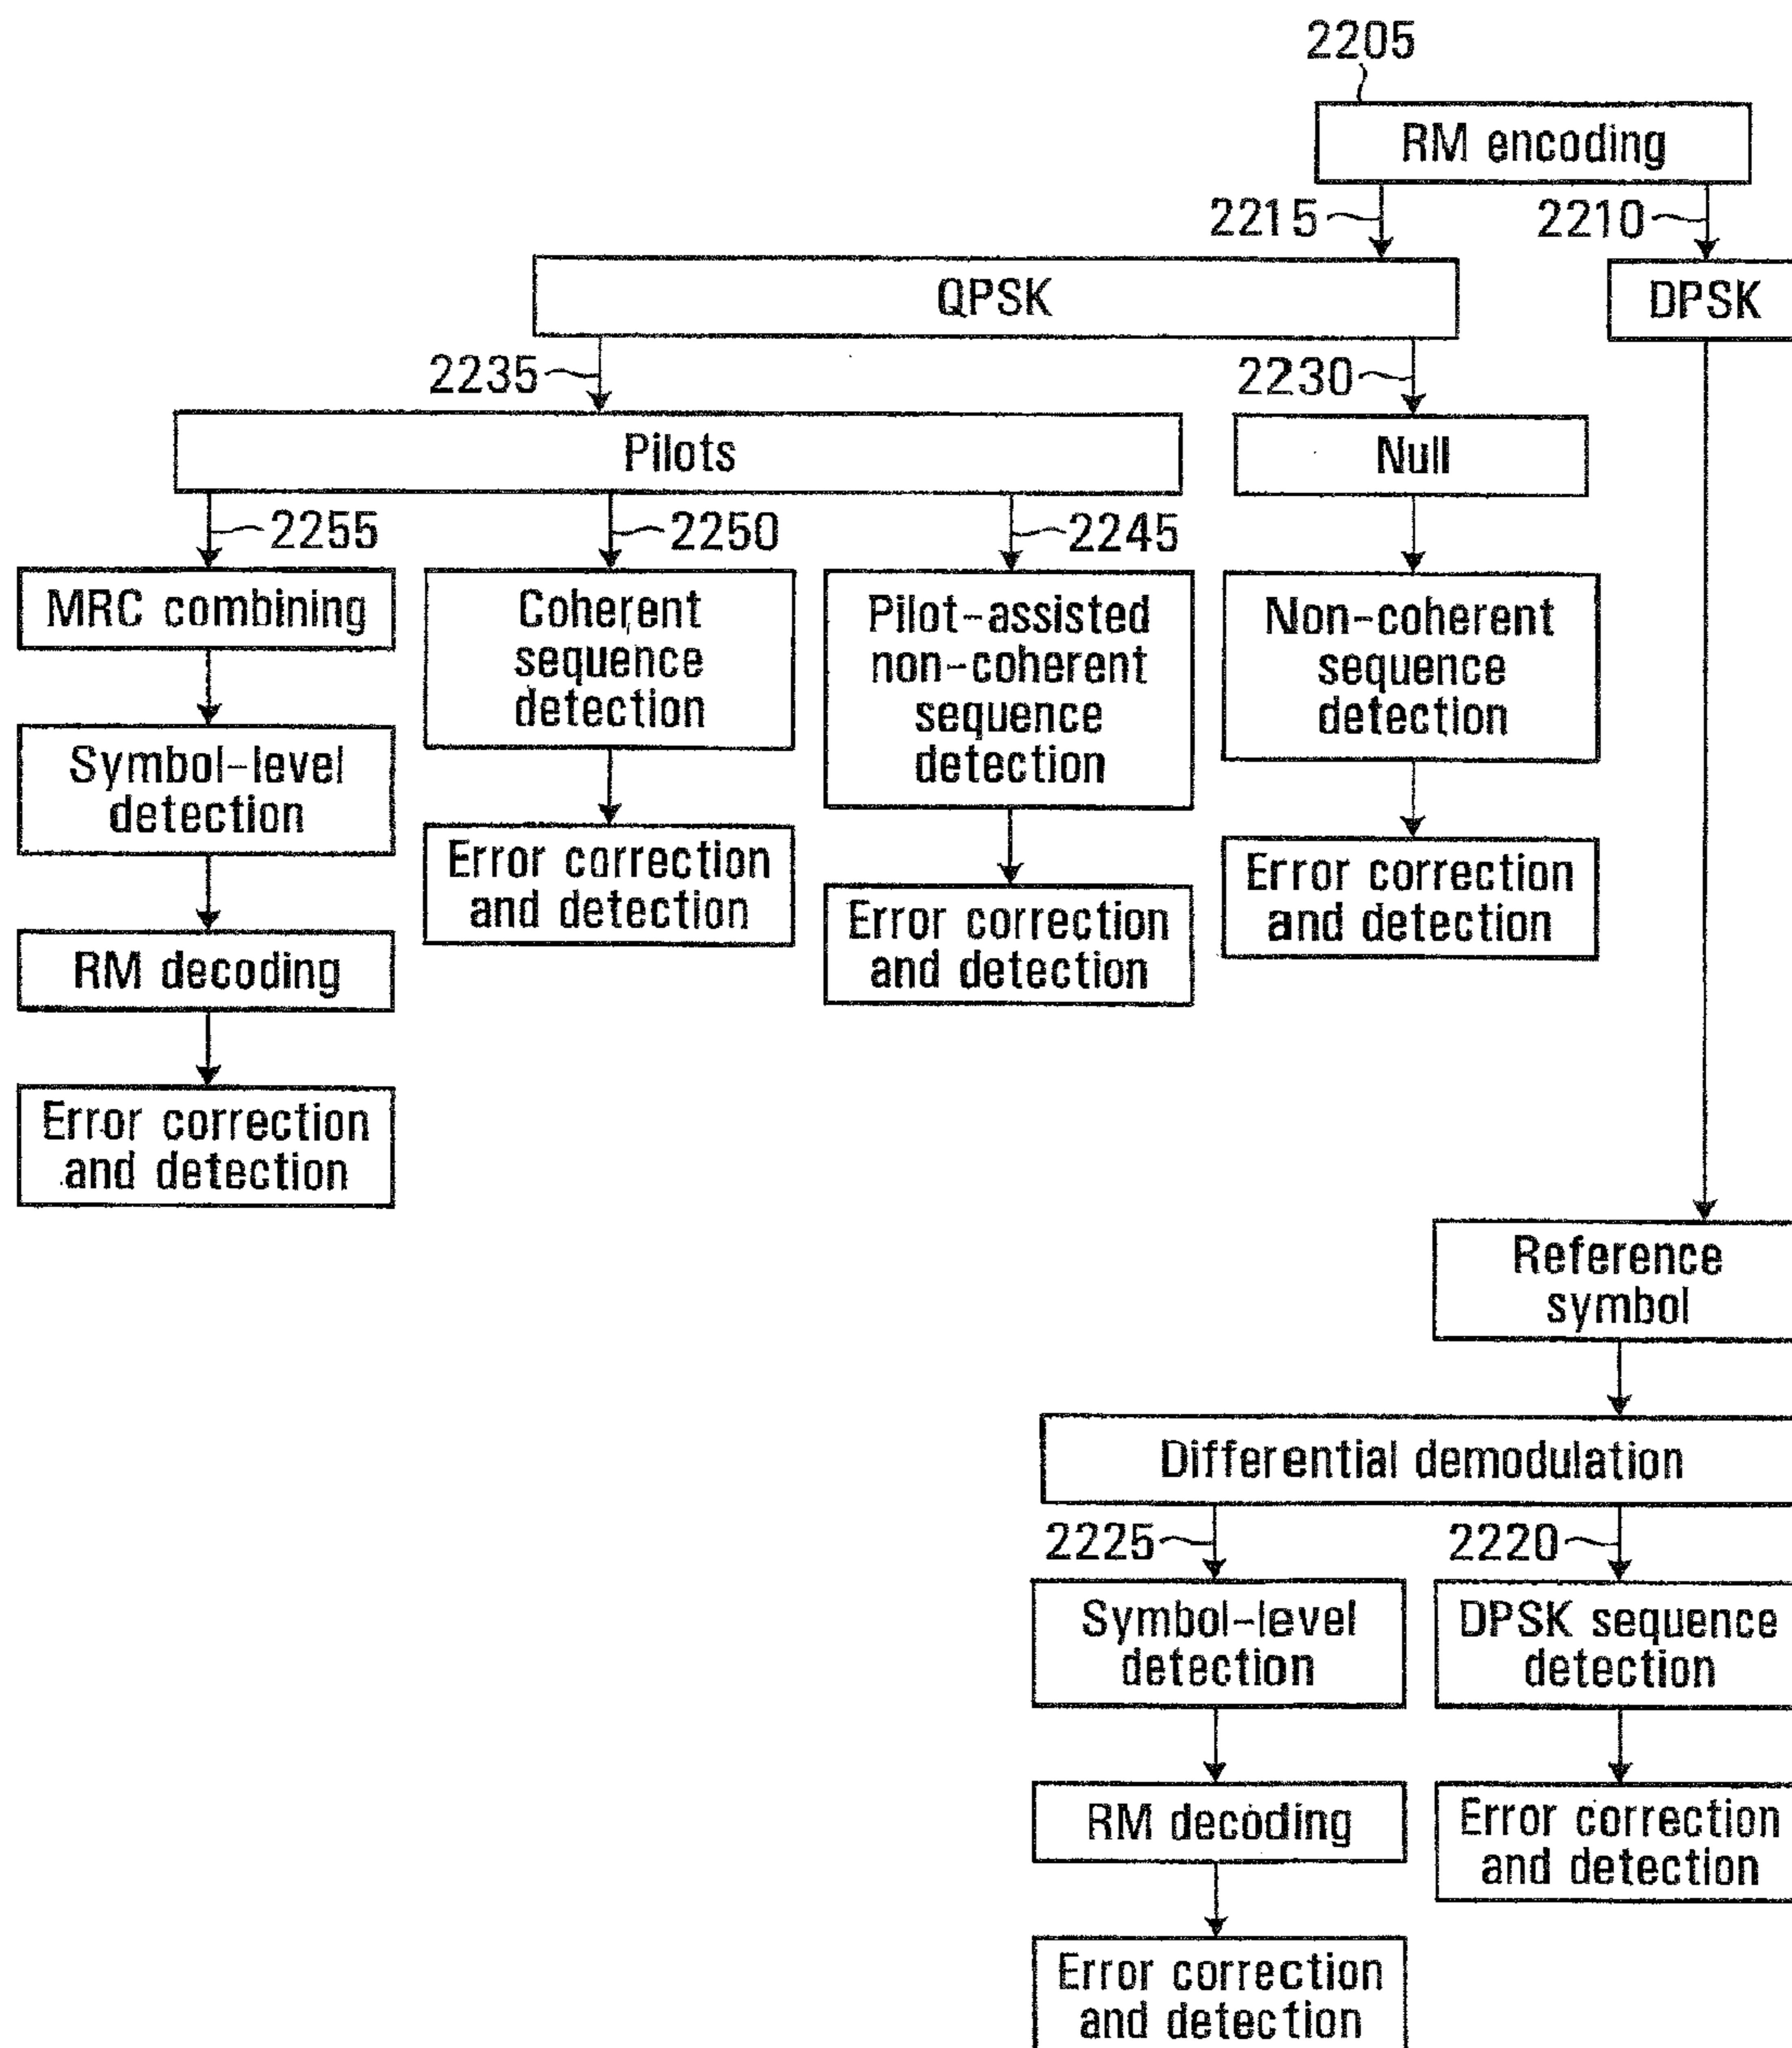 2205
RM encoding
2215
2210
QPSK
DPSK
2235
2230
Pilots
Null
2255
2250
2245
MRC combining
Coherent
sequence
detection
Pilot-assisted
non-coherent
sequence
detection
Non-coherent
sequence
detection
Symbol-level
detection
Error correction
and detection
Error correction
and detection
Error correction
and detection
RM decoding
Error correction
and detection
Reference
symbol
Differential demodulation
2225
2220
Symbol-level
detection
DPSK sequence
detection
RM decoding
Error correction
and detection
Error correction
and detection